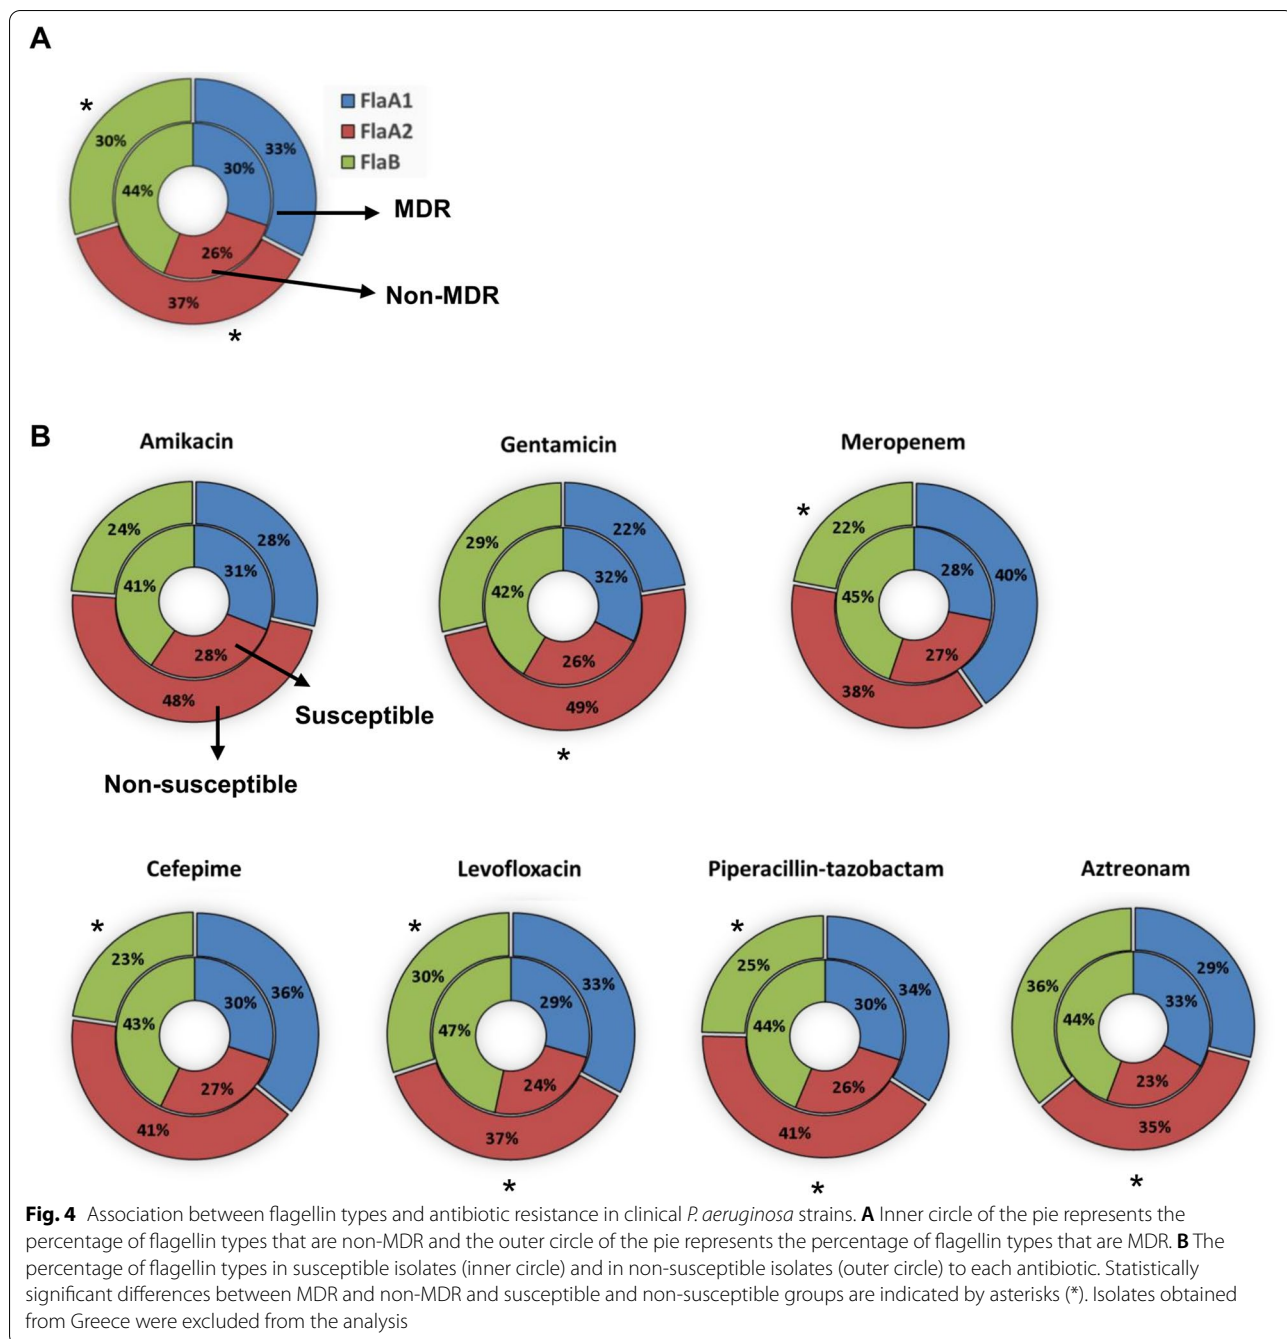 A
*
FlaA1
FlaA2
FlaB
30%
33%
30%
44%
MDR
26%
Non-MDR
37%
*
B
Amikacin
24%
28%
31%
41%
28%
48%
Susceptible
Non-susceptible
Gentamicin
22%
29%
32%
42%
26%
49%
*
Meropenem
*
22%
28%
40%
45%
27%
38%
Cefepime
*
23%
36%
30%
43%
27%
41%
Levofloxacin
*
30%
33%
29%
47%
24%
37%
*
Piperacillin-tazobactam
*
25%
34%
30%
44%
26%
41%
*
Aztreonam
29%
36%
33%
44%
23%
35%
*
Fig. 4 Association between flagellin types and antibiotic resistance in clinical P. aeruginosa strains. A Inner circle of the pie represents the
percentage of flagellin types that are non-MDR and the outer circle of the pie represents the percentage of flagellin types that are MDR. B The
percentage of flagellin types in susceptible isolates (inner circle) and in non-susceptible isolates (outer circle) to each antibiotic. Statistically
significant differences between MDR and non-MDR and susceptible and non-susceptible groups are indicated by asterisks (*). Isolates obtained
from Greece were excluded from the analysis